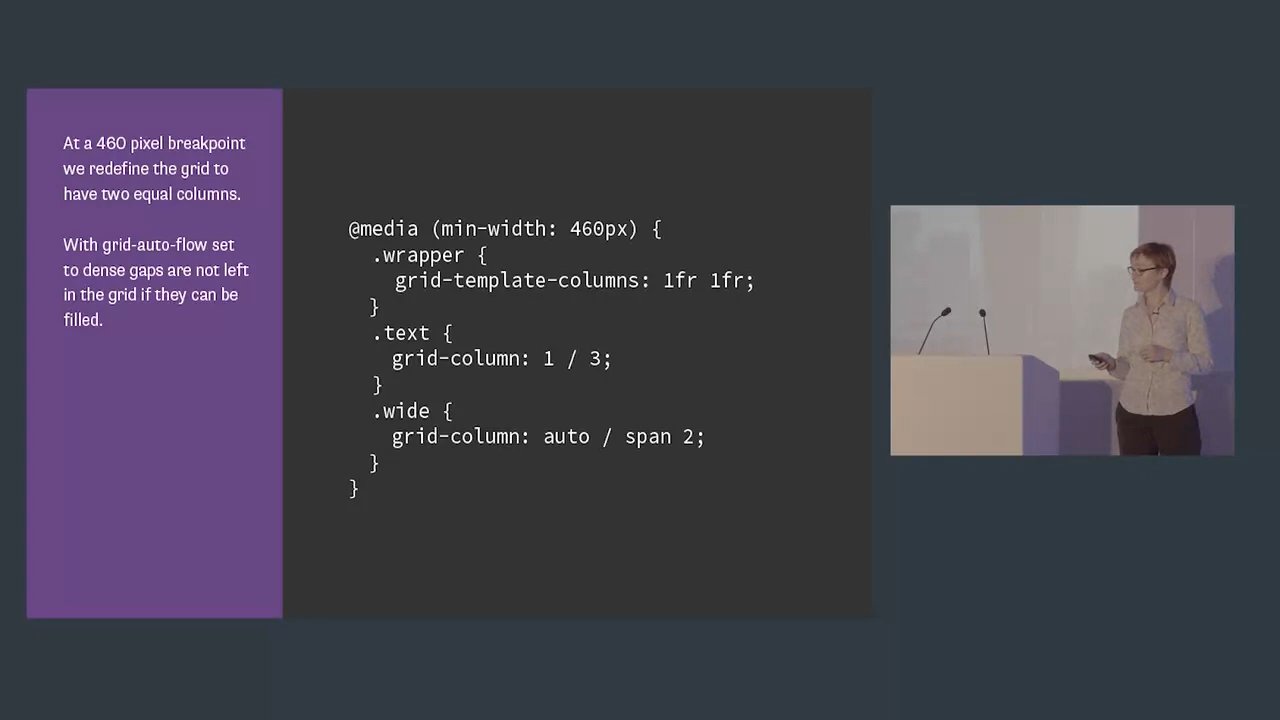 At a 460 pixel breakpoint
we redefine the grid to
have two equal columns.
With grid-auto-flow set
to dense gaps are not left
in the grid if they can be
filled.
@media (min-width: 460px) {
.wrapper {
grid-template-columns: 1fr 1fr;
}
.text {
grid-column: 1 / 3;
}
.wide {
grid-column: auto / span 2;
}
}